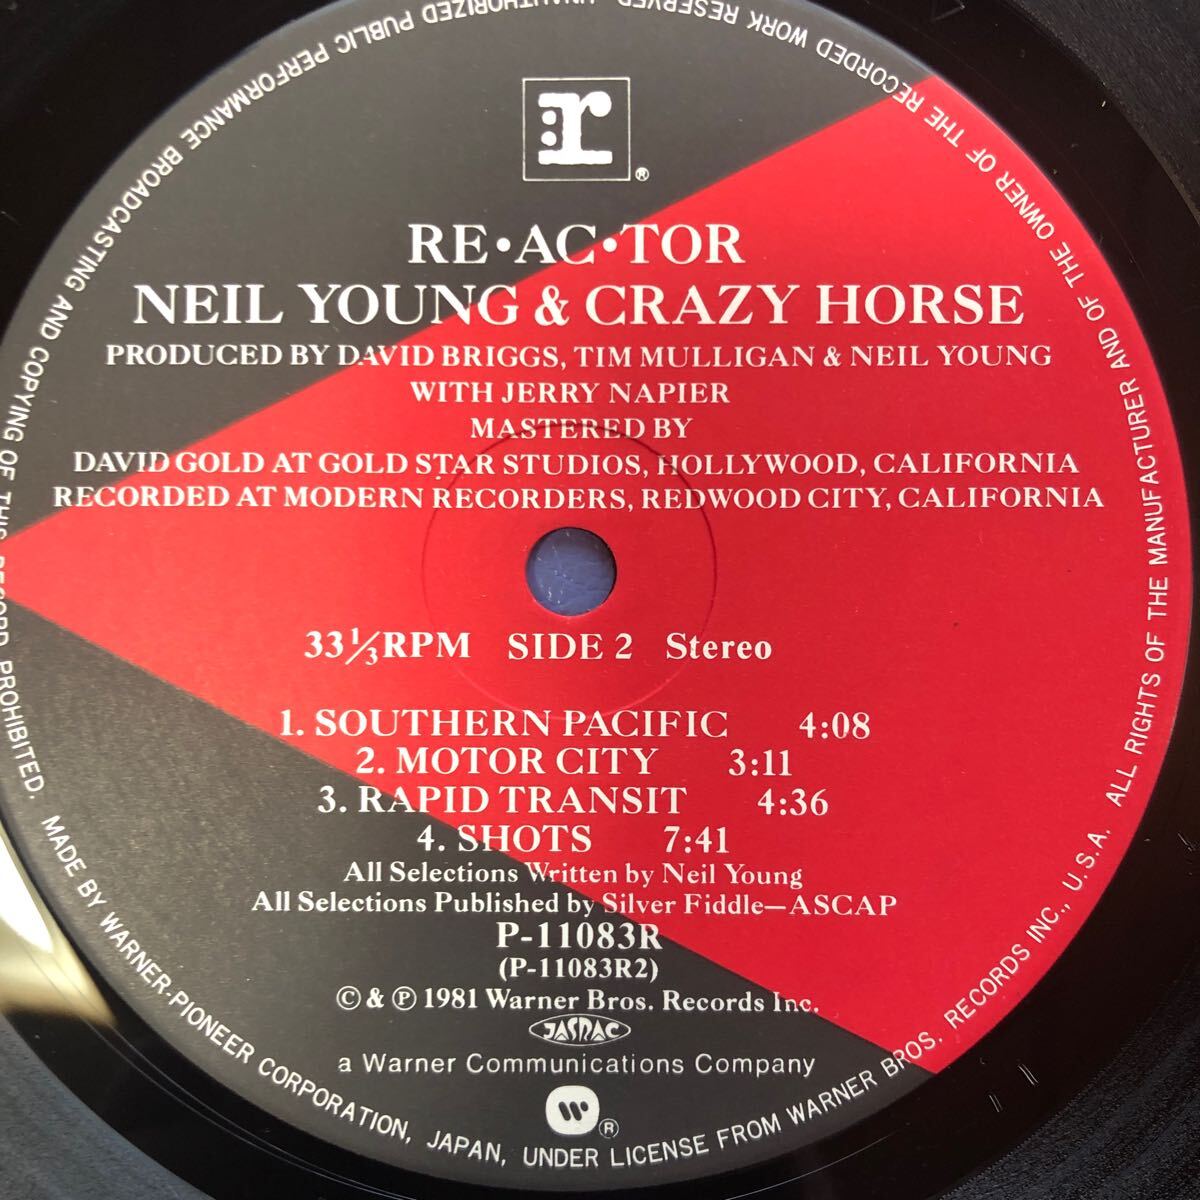 r ®
RE•AC•TOR
NEIL YOUNG & CRAZY HORSE
PRODUCED BY DAVID BRIGGS, TIM MULLIGAN & NEIL YOUNG
WITH JERRY NAPIER
MASTERED BY
DAVID GOLD AT GOLD STAR STUDIOS, HOLLYWOOD, CALIFORNIA
RECORDED AT MODERN RECORDERS, REDWOOD CITY, CALIFORNIA
33 1/3 RPM SIDE 2 Stereo
1. SOUTHERN PACIFIC 4:08
2. MOTOR CITY 3:11
3. RAPID TRANSIT 4:36
4. SHOTS 7:41
All Selections Written by Neil Young
All Selections Published by Silver Fiddle—ASCAP
P-11083R
(P-11083R2)
© & ℗ 1981 Warner Bros. Records Inc.
JASRAC
a Warner Communications Company
W ®
ALL RIGHTS OF THE MANUFACTURER AND OF THE OWNER OF THE RECORDED WORK RESERVED UNAUTHORIZED PUBLIC PERFORMANCE BROADCASTING AND COPYING OF THIS RECORD PROHIBITED. MADE BY WARNER-PIONEER CORPORATION, JAPAN, UNDER LICENSE FROM WARNER BROS. RECORDS INC., U.S.A.